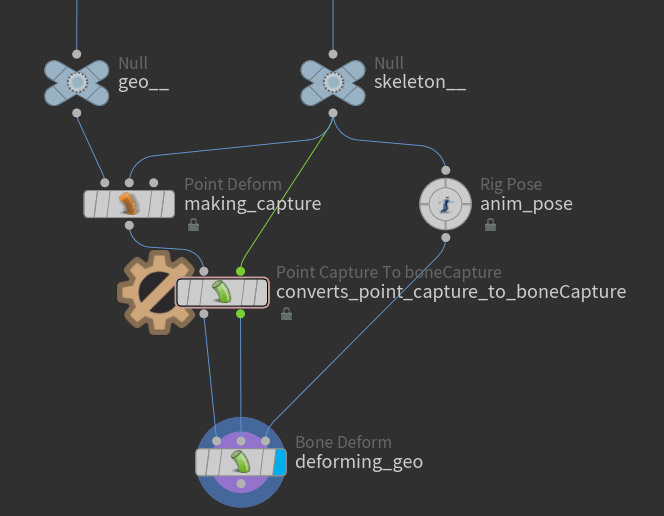 Null
geo__
Null
skeleton__
Point Deform
making_capture
Rig Pose
anim_pose
Point Capture To boneCapture
converts_point_capture_to_boneCapture
Bone Deform
deforming_geo